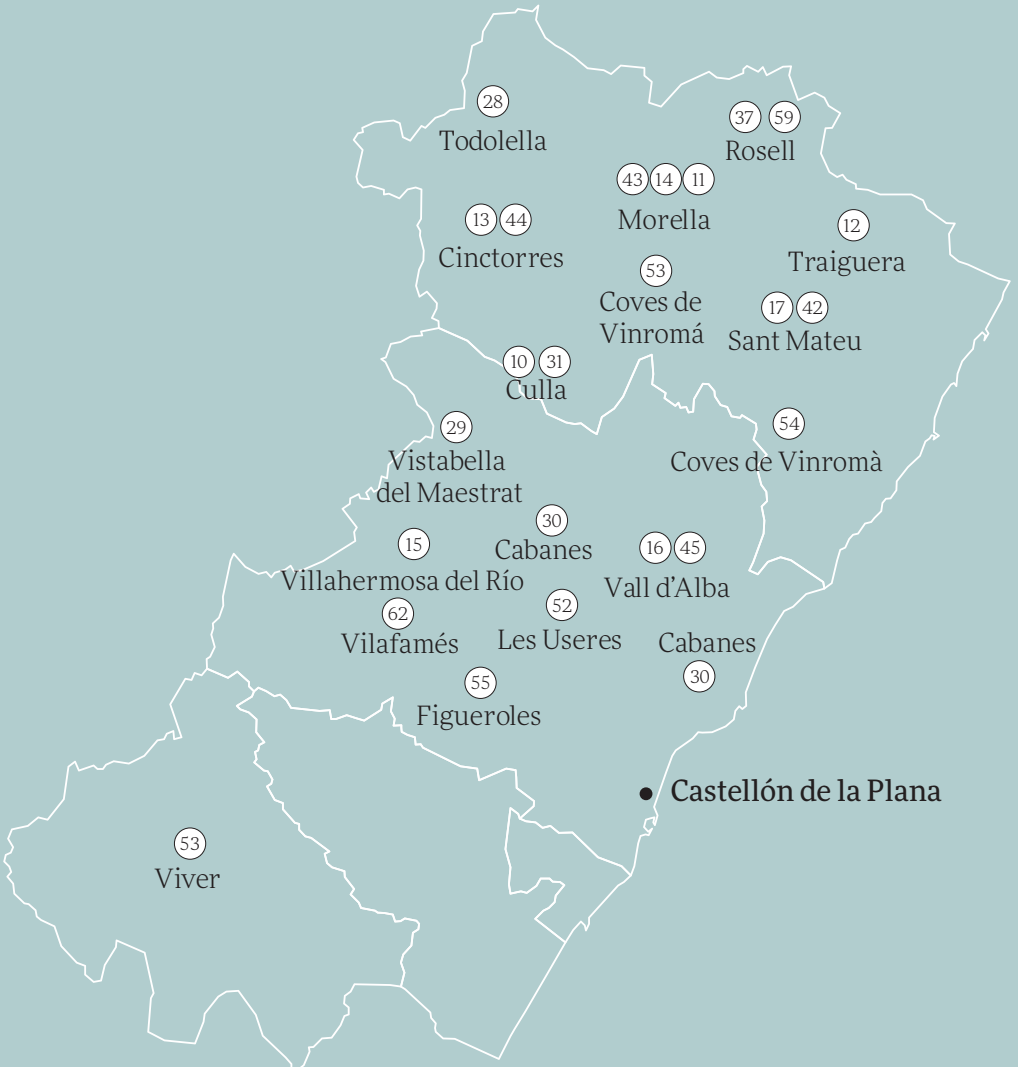 28
Todolella
37 59
Rosell
43 14 11
Morella
13 44
Cinctorres
12
Traiguera
53
Coves de
Vinromá
17 42
Sant Mateu
10 31
Culla
29
Vistabella
del Maestrat
54
Coves de Vinromà
30
Cabanes
15
Villahermosa del Río
16 45
Vall d’Alba
62
Vilafamés
52
Les Useres
Cabanes
30
55
Figueroles
Castellón de la Plana
53
Viver